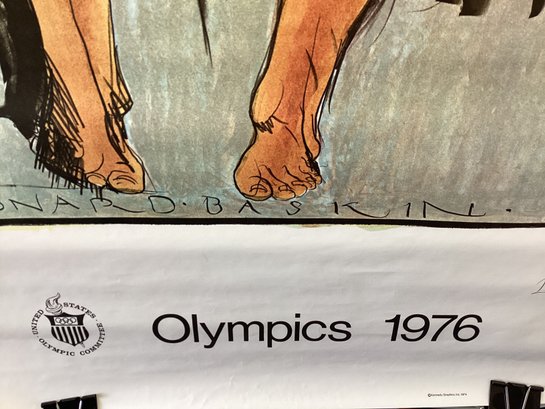 NARD · BASKIN ·
UNITED STATES
OLYMPIC COMMITTEE
Olympics 1976